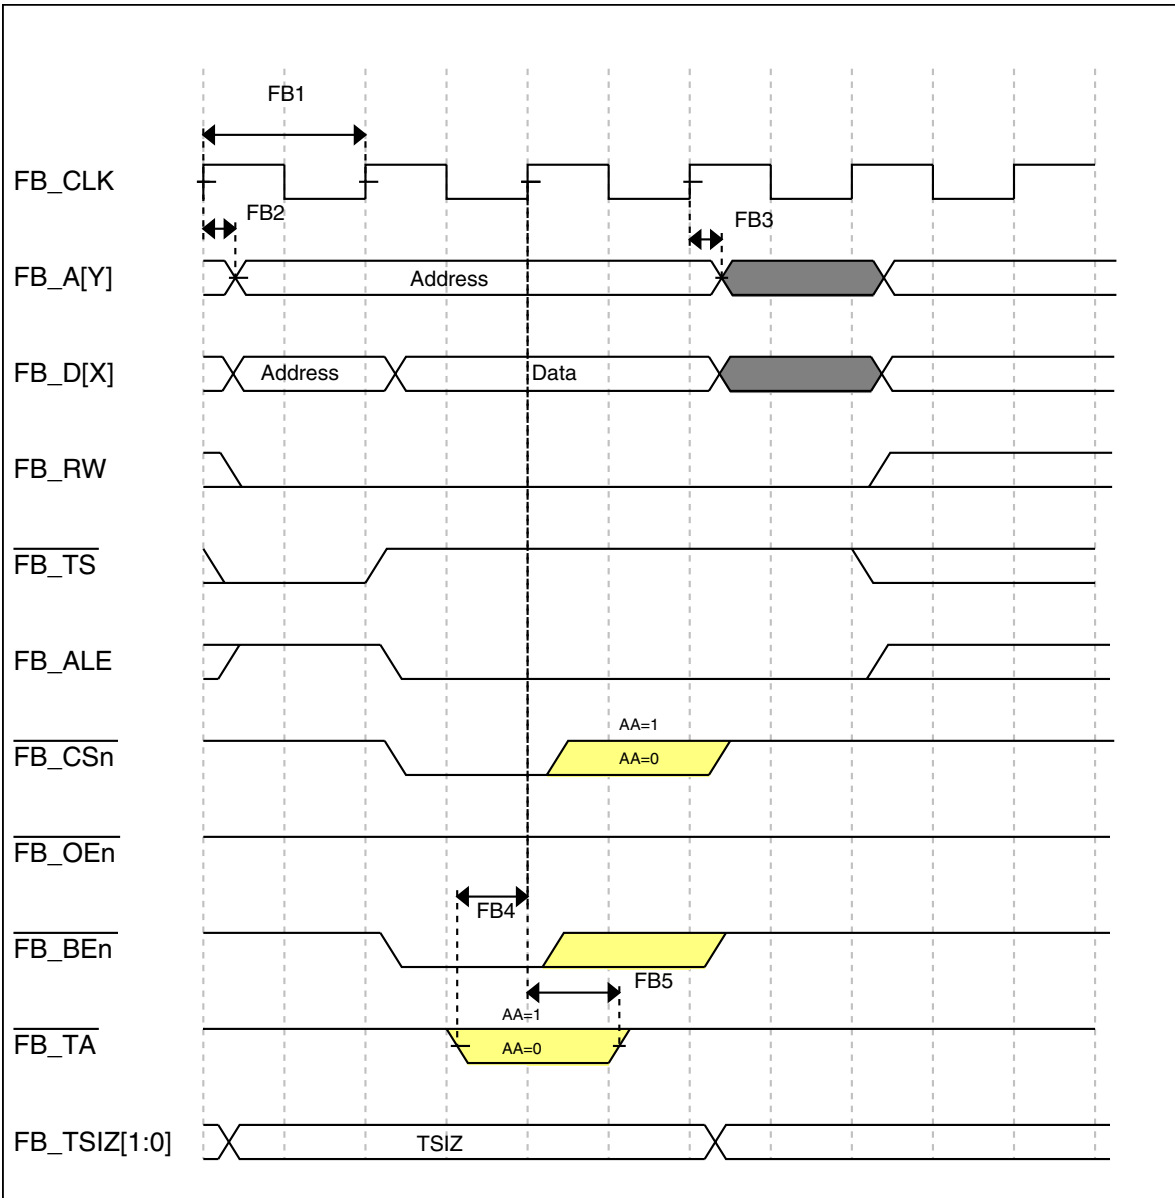 FB1
FB_CLK
FB2
FB3
FB_A[Y]
Address
FB_D[X]
Address
Data
FB_RW
FB_TS
FB_ALE
AA=1
FB_CSn
AA=0
FB_OEn
FB4
FB_BEn
FB5
AA=1
FB_TA
AA=0
FB_TSIZ[1:0]
TSIZ